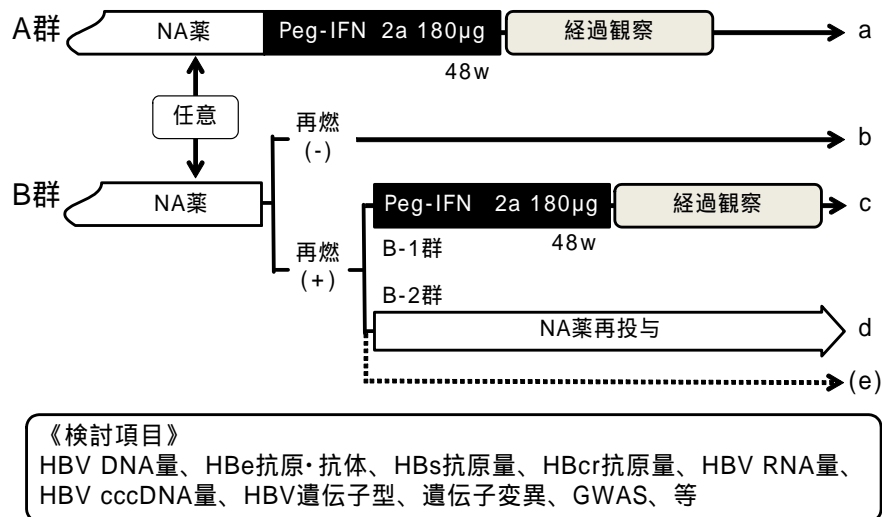 A群 NA薬 Peg-IFN 2a 180μg 経過観察 a
48w
任意
再燃
(-)
b
B群 NA薬
Peg-IFN 2a 180μg 経過観察 c
B-1群 48w
再燃
(+)
B-2群
NA薬再投与 d
(e)
《検討項目》
HBV DNA量、HBe抗原・抗体、HBs抗原量、HBcr抗原量、HBV RNA量、
HBV cccDNA量、HBV遺伝子型、遺伝子変異、GWAS、等